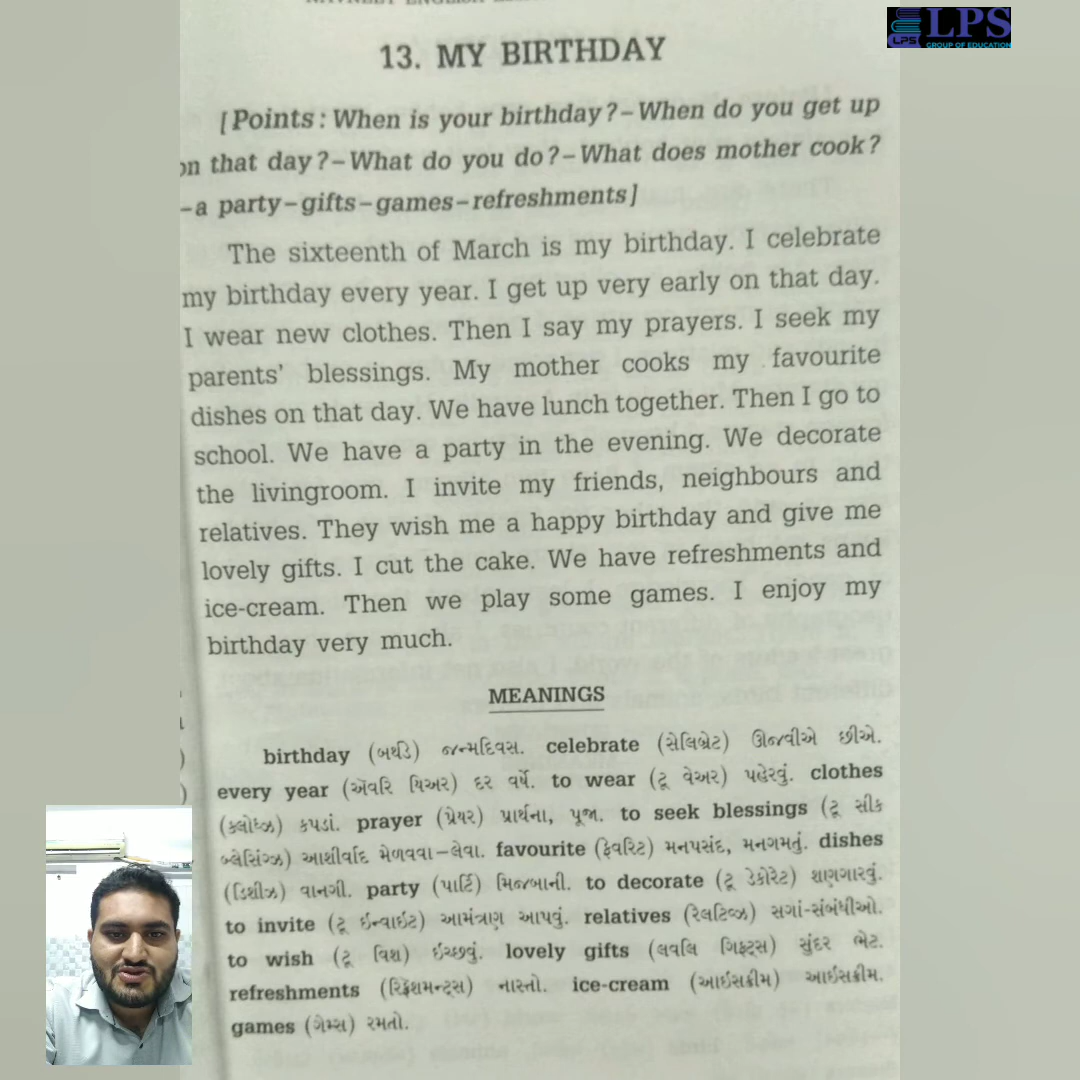 LPS
LPS
GROUP OF EDUCATION
13. MY BIRTHDAY
[Points: When is your birthday?–When do you get up
on that day?–What do you do?–What does mother cook?
–a party–gifts–games–refreshments]
The sixteenth of March is my birthday. I celebrate
my birthday every year. I get up very early on that day.
I wear new clothes. Then I say my prayers. I seek my
parents' blessings. My mother cooks my favourite
dishes on that day. We have lunch together. Then I go to
school. We have a party in the evening. We decorate
the livingroom. I invite my friends, neighbours and
relatives. They wish me a happy birthday and give me
lovely gifts. I cut the cake. We have refreshments and
ice-cream. Then we play some games. I enjoy my
birthday very much.
MEANINGS
birthday (બર્થડે) જન્મદિવસ. celebrate (સેલિબ્રેટ) ઊજવીએ છીએ.
every year (ઍવરિ યિઅર) દર વર્ષે. to wear (ટૂ વેઅર) પહેરવું. clothes
(ક્લોધ્ઝ) કપડાં. prayer (પ્રેયર) પ્રાર્થના, પૂજા. to seek blessings (ટૂ સીક
બ્લેસિંગ્ઝ) આશીર્વાદ મેળવવા–લેવા. favourite (ફેવરિટ) મનપસંદ, મનગમતું. dishes
(ડિશીઝ) વાનગી. party (પાર્ટિ) મિજબાની. to decorate (ટૂ ડેકોરેટ) શણગારવું.
to invite (ટૂ ઇન્વાઇટ) આમંત્રણ આપવું. relatives (રેલટિવ્ઝ) સગાં-સંબંધીઓ.
to wish (ટૂ વિશ) ઇચ્છવું. lovely gifts (લવલિ ગિફ્ટ્સ) સુંદર ભેટ.
refreshments (રિફ્રેશમન્ટ્સ) નાસ્તો. ice-cream (આઇસક્રીમ) આઇસક્રીમ.
games (ગેમ્સ) રમતો.